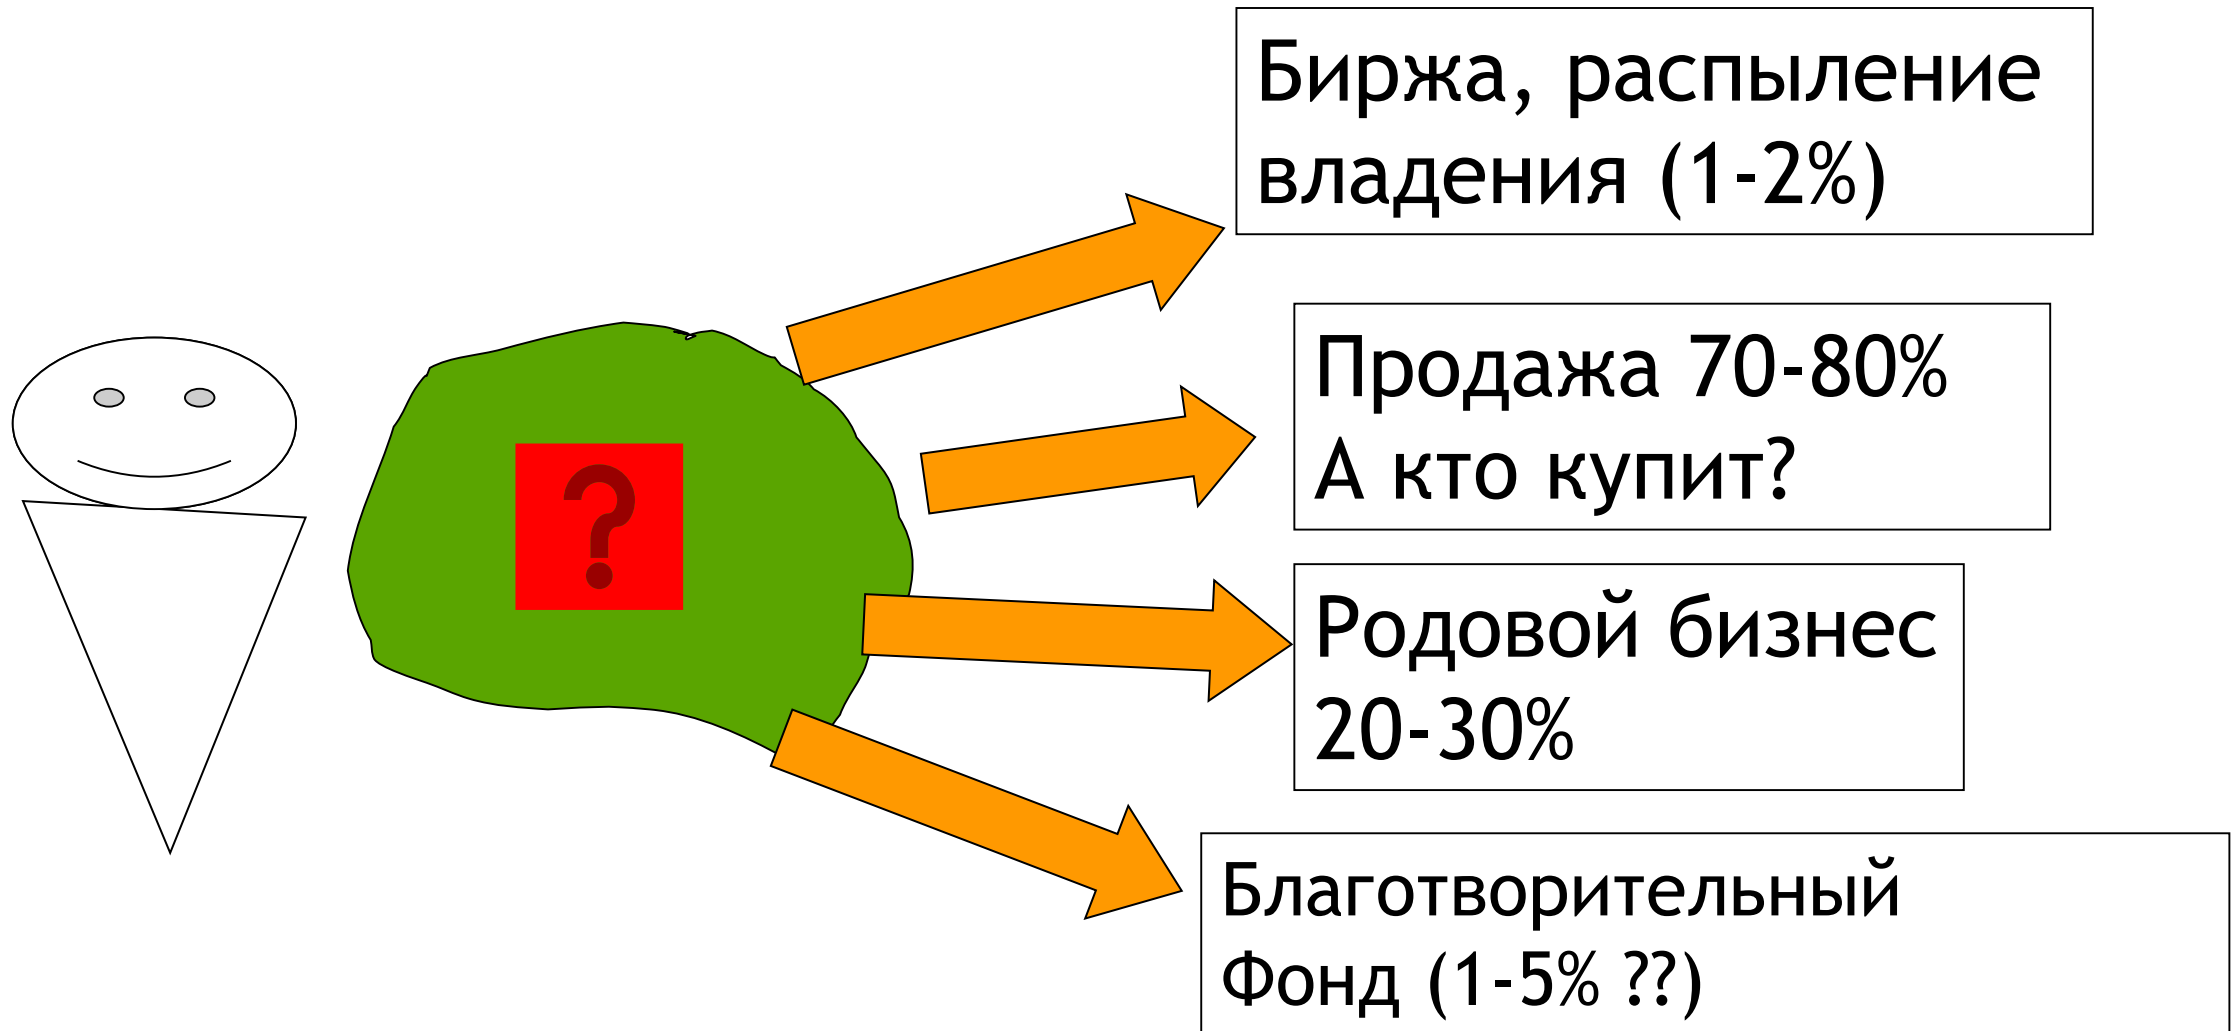 Биржа, распыление
владения (1-2%)
Продажа 70-80%
А кто купит?
?
Родовой бизнес
20-30%
Благотворительный
Фонд (1-5% ??)